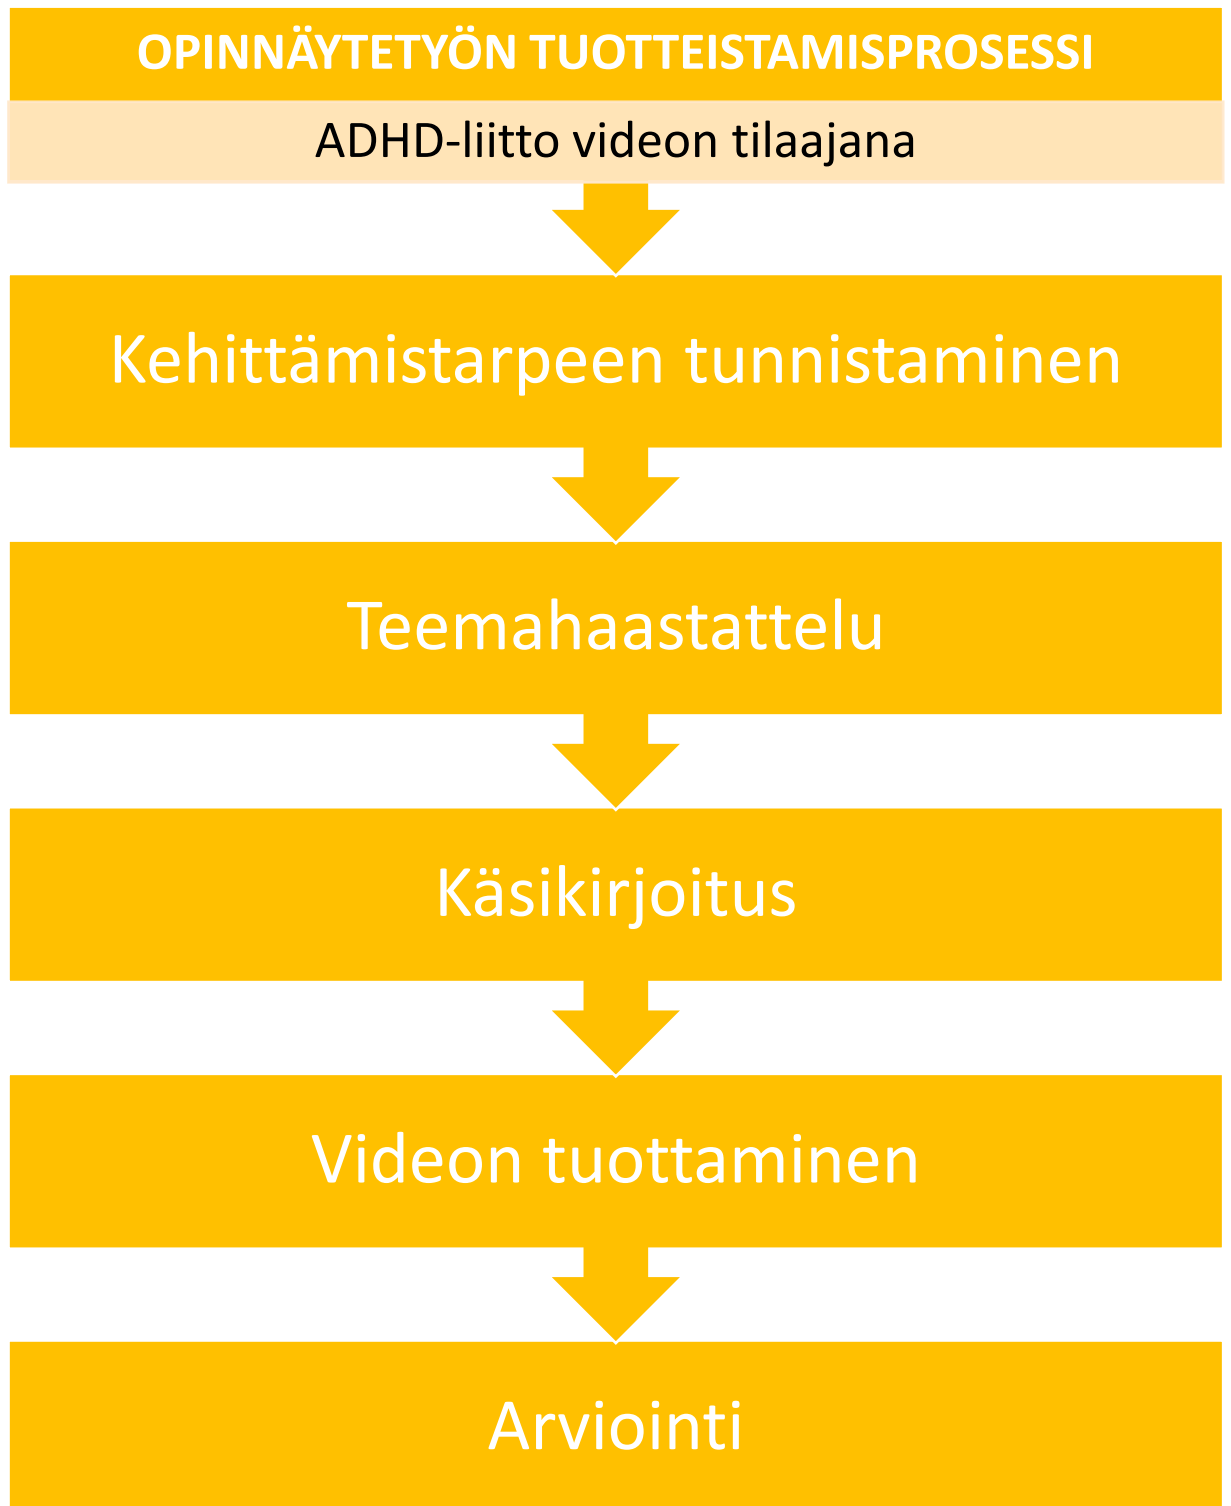 OPINNÄYTETYÖN TUOTTEISTAMISPROSESSI
ADHD-liitto videon tilaajana
Kehittämistarpeen tunnistaminen
Teemahaastattelu
Käsikirjoitus
Videon tuottaminen
Arviointi